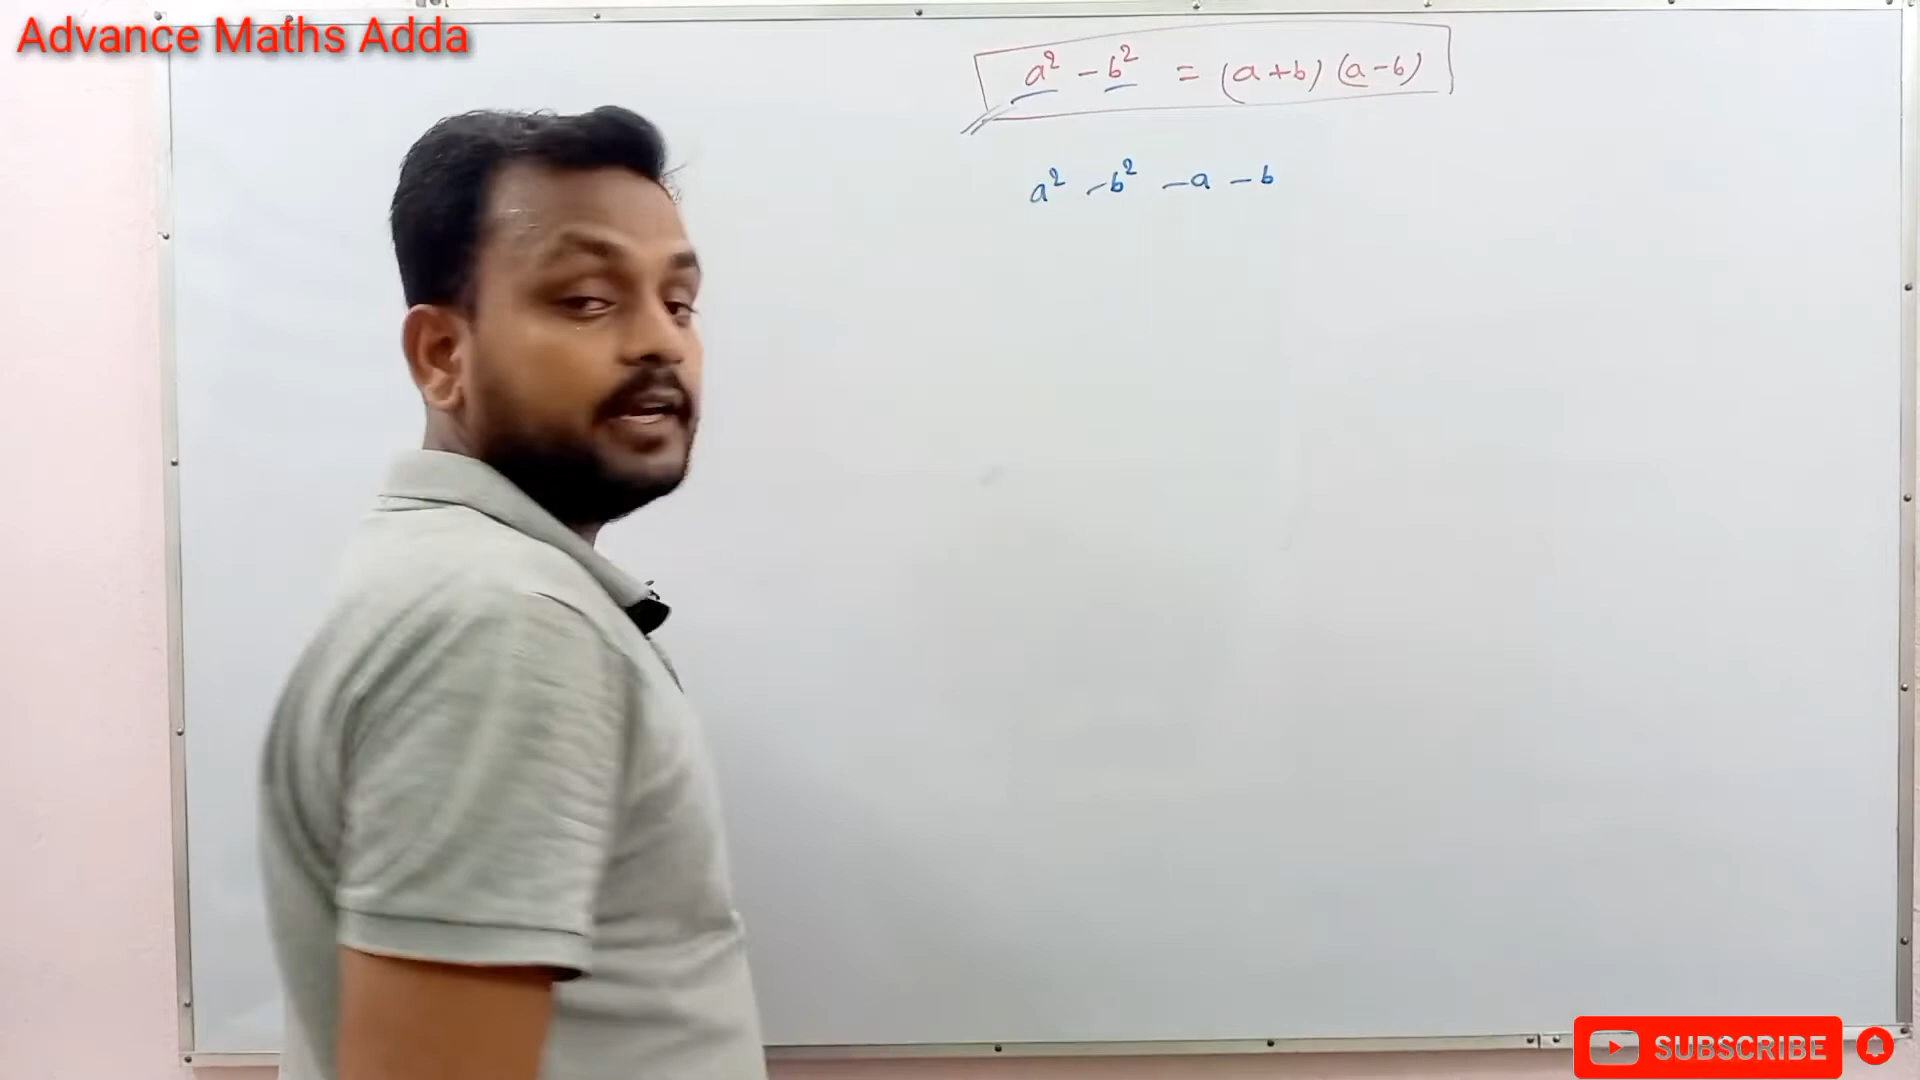 Advance Maths Adda
a² - b² = (a+b) (a-b)
a² - b² - a - b
SUBSCRIBE